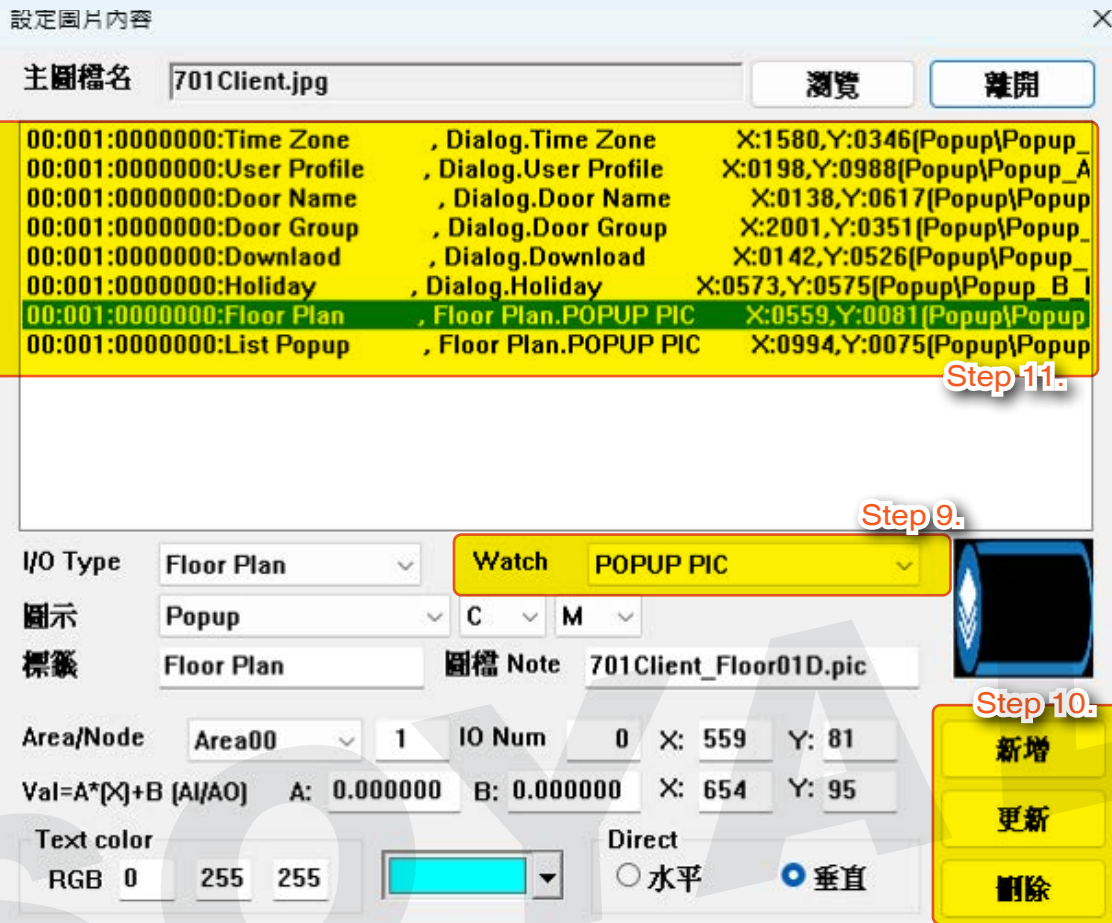 設定圖片內容
主圖檔名 701Client.jpg 瀏覽 離開
00:001:0000000:Time Zone , Dialog.Time Zone X:1580,Y:0346(Popup\Popup_
00:001:0000000:User Profile , Dialog.User Profile X:0198,Y:0988(Popup\Popup_A
00:001:0000000:Door Name , Dialog.Door Name X:0138,Y:0617(Popup\Popup
00:001:0000000:Door Group , Dialog.Door Group X:2001,Y:0351(Popup\Popup_
00:001:0000000:Downlaod , Dialog.Download X:0142,Y:0526(Popup\Popup_
00:001:0000000:Holiday , Dialog.Holiday X:0573,Y:0575(Popup\Popup_B_
00:001:0000000:Floor Plan , Floor Plan.POPUP PIC X:0559,Y:0081(Popup\Popup
00:001:0000000:List Popup , Floor Plan.POPUP PIC X:0994,Y:0075(Popup\Popup
Step 11.
Step 9.
I/O Type Floor Plan Watch POPUP PIC
圖示 Popup C M
標籤 Floor Plan 圖檔 Note 701Client_Floor01D.pic
Step 10.
Area/Node Area00 1 IO Num 0 X: 559 Y: 81 新增
Val=A*(X)+B (AI/AO) A: 0.000000 B: 0.000000 X: 654 Y: 95
更新
Text color Direct
RGB 0 255 255 水平 垂直 刪除
SOYA